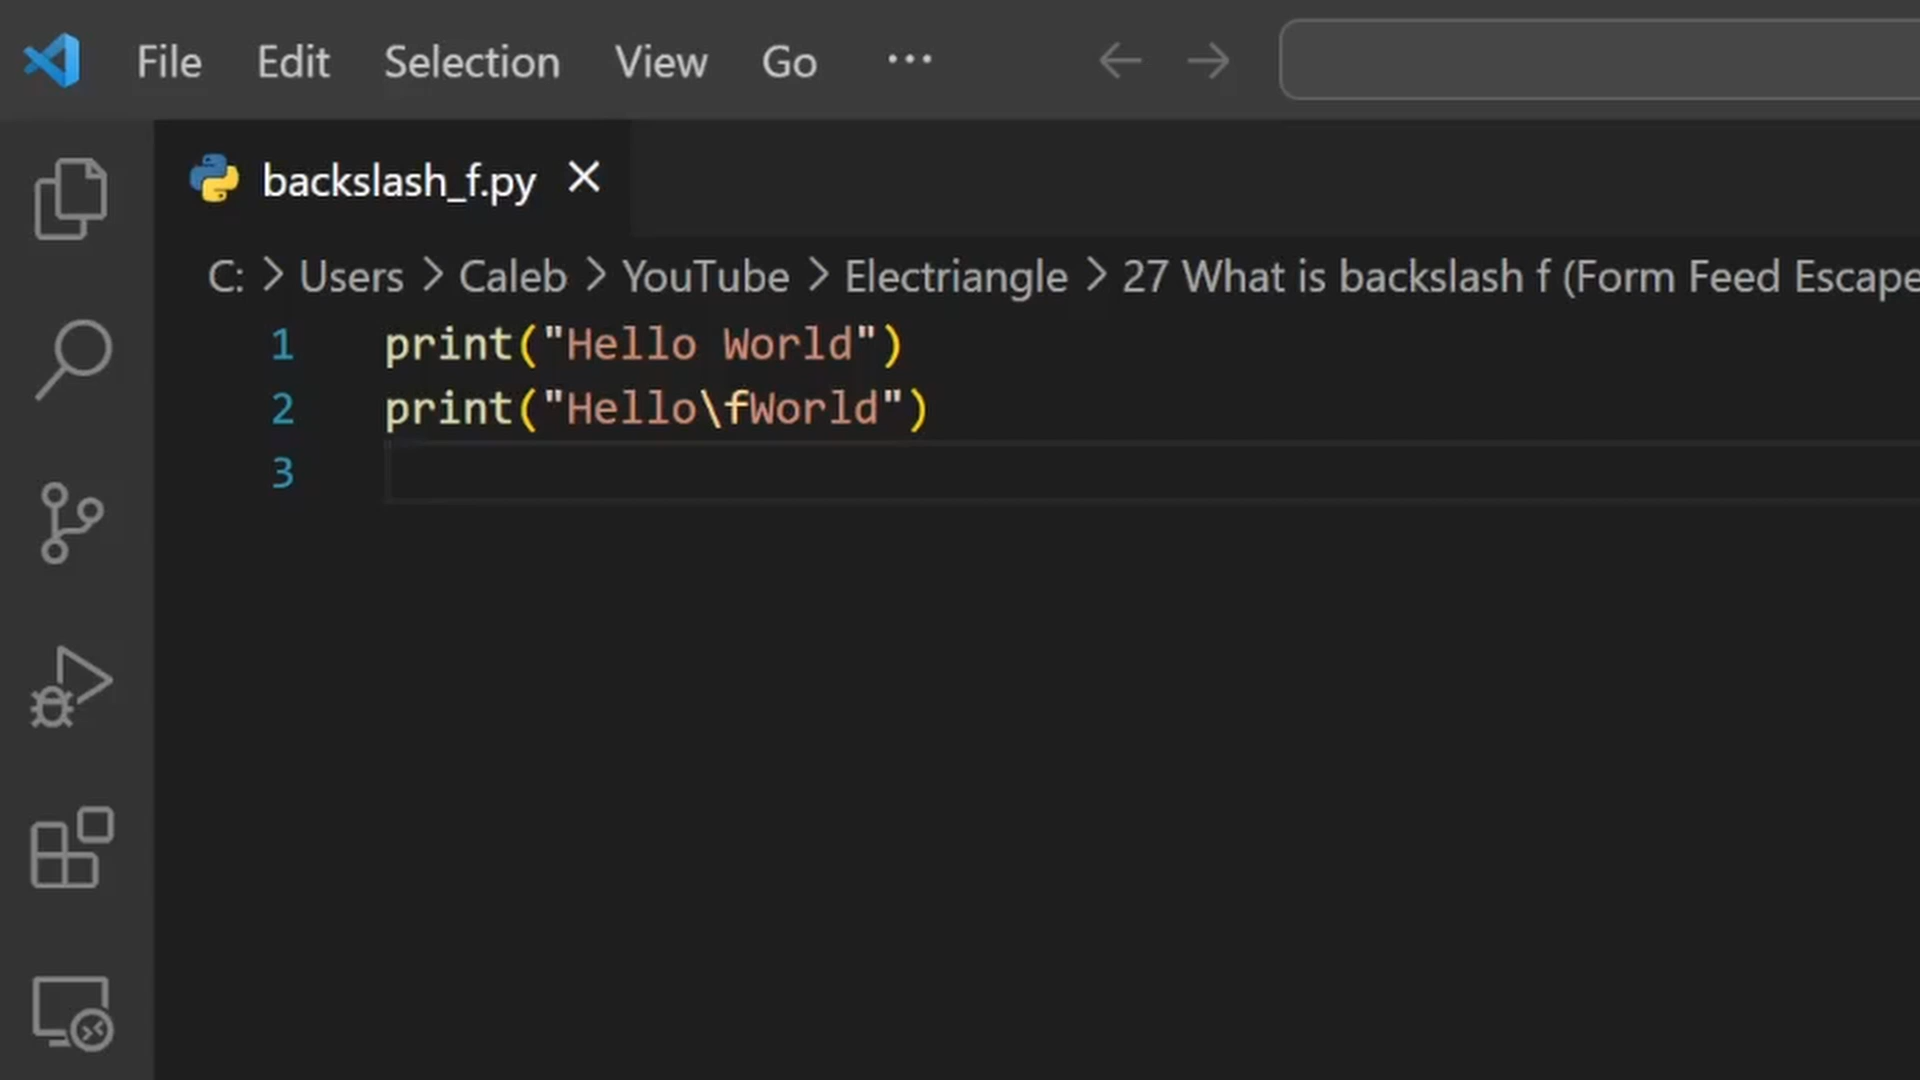 File Edit Selection View Go ...
backslash_f.py
C: > Users > Caleb > YouTube > Electriangle > 27 What is backslash f (Form Feed Escape
1 print("Hello World")
2 print("Hello\fWorld")
3